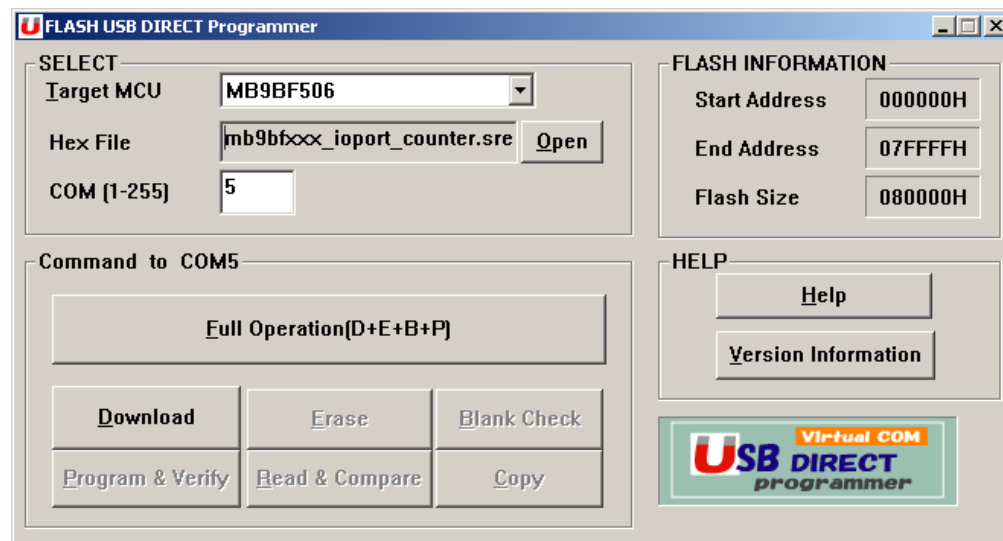 FLASH USB DIRECT Programmer
SELECT
Target MCU MB9BF506
Hex File mb9bfxxx_ioport_counter.sre Open
COM (1-255) 5
FLASH INFORMATION
Start Address 000000H
End Address 07FFFFH
Flash Size 080000H
Command to COM5
Full Operation(D+E+B+P)
Download Erase Blank Check
Program & Verify Read & Compare Copy
HELP
Help
Version Information
Virtual COM
USB DIRECT
programmer